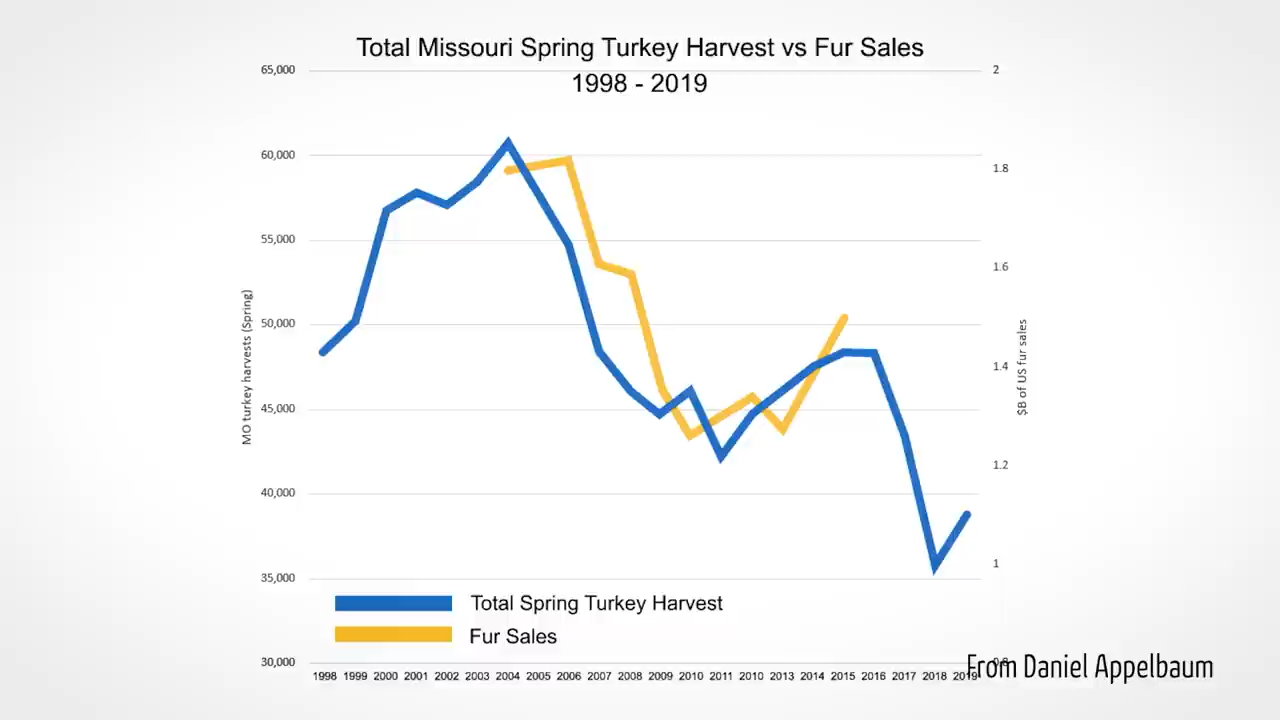 Total Missouri Spring Turkey Harvest vs Fur Sales
1998 - 2019
65,000
60,000
55,000
50,000
45,000
40,000
35,000
30,000
MO turkey harvests (Spring)
2
1.8
1.6
1.4
1.2
1
0.8
$B of US fur sales
Total Spring Turkey Harvest
Fur Sales
1998 1999 2000 2001 2002 2003 2004 2005 2006 2007 2008 2009 2010 2011 2010 2013 2014 2015 2016 2017 2018 2019
From Daniel Appelbaum